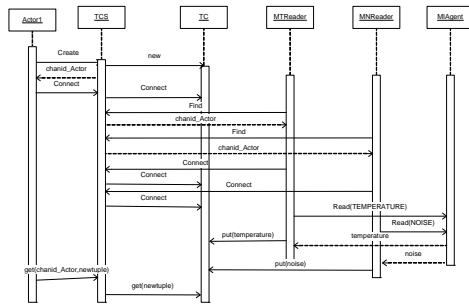 Actor1 TCS TC MTReader MNReader MIAgent
Create
new
chanid_Actor
Connect
Connect
Find
chanid_Actor
Find
chanid_Actor
Connect
Connect
Connect
Connect
Read(TEMPERATURE)
Read(NOISE)
put(temperature)
temperature
noise
put(noise)
get(chanid_Actor,newtuple)
get(newtuple)